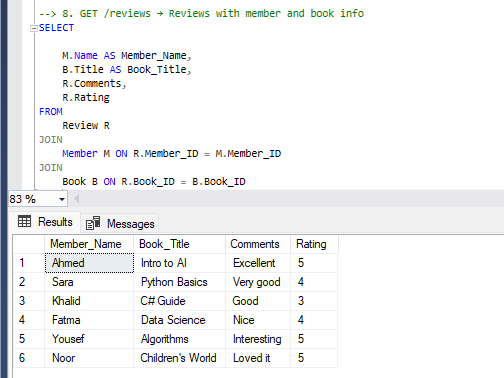 --> 8. GET /reviews → Reviews with member and book info
SELECT
M.Name AS Member_Name,
B.Title AS Book_Title,
R.Comments,
R.Rating
FROM
Review R
JOIN
Member M ON R.Member_ID = M.Member_ID
JOIN
Book B ON R.Book_ID = B.Book_ID
83 %
Results Messages
Member_Name Book_Title Comments Rating
1 Ahmed Intro to AI Excellent 5
2 Sara Python Basics Very good 4
3 Khalid C# Guide Good 3
4 Fatma Data Science Nice 4
5 Yousef Algorithms Interesting 5
6 Noor Children's World Loved it 5